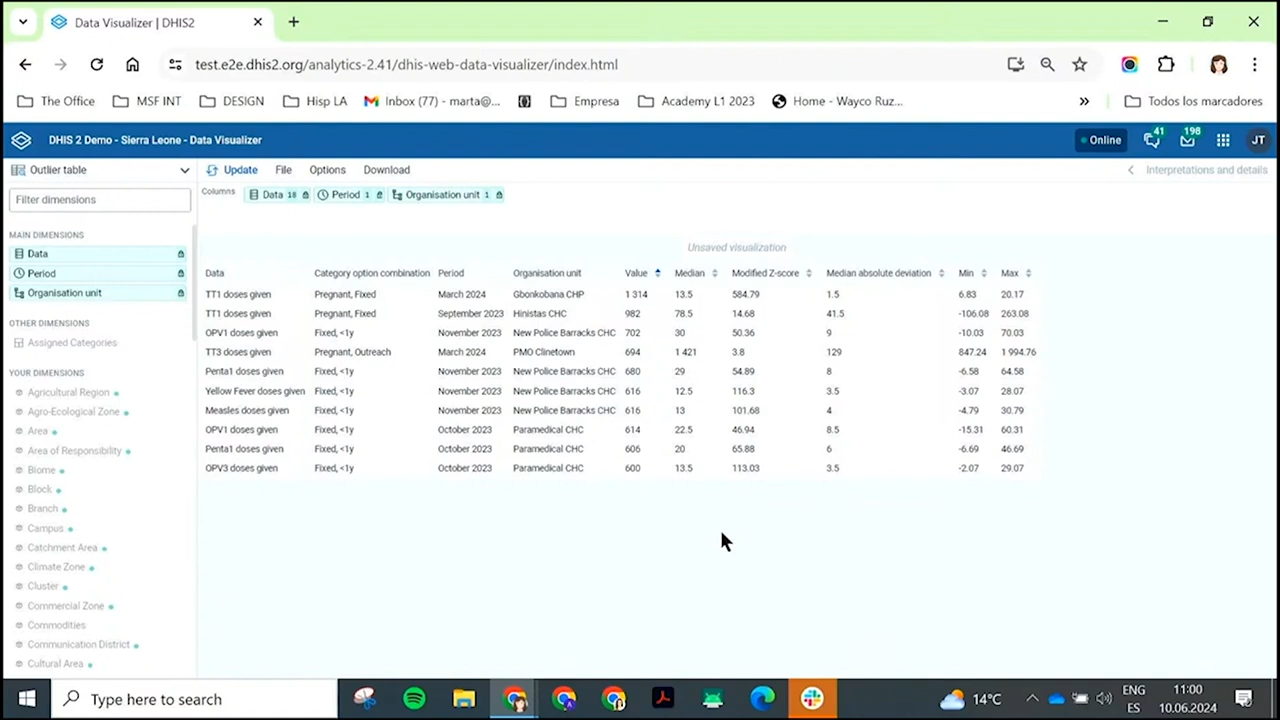 Data Visualizer | DHIS2
test.e2e.dhis2.org/analytics-2.41/dhis-web-data-visualizer/index.html
The Office MSF INT DESIGN Hisp LA Inbox (77) - marta@... Empresa Academy L1 2023 Home - Wayco Ruz... » Todos los marcadores
DHIS 2 Demo - Sierra Leone - Data Visualizer Online 41 198 JT
Outlier table Update File Options Download Interpretations and details
Filter dimensions Columns Data 18 Period 1 Organisation unit 1
MAIN DIMENSIONS
Data
Period
Organisation unit
OTHER DIMENSIONS
Assigned Categories
YOUR DIMENSIONS
Agricultural Region
Agro-Ecological Zone
Area
Area of Responsibility
Biome
Block
Branch
Campus
Catchment Area
Climate Zone
Cluster
Commercial Zone
Commodities
Communication District
Cultural Area
Unsaved visualization
Data Category option combination Period Organisation unit Value Median Modified Z-score Median absolute deviation Min Max
TT1 doses given Pregnant, Fixed March 2024 Gbonkobana CHP 1 314 13.5 584.79 1.5 6.83 20.17
TT1 doses given Pregnant, Fixed September 2023 Hinistas CHC 982 78.5 14.68 41.5 -106.08 263.08
OPV1 doses given Fixed, <1y November 2023 New Police Barracks CHC 702 30 50.36 9 -10.03 70.03
TT3 doses given Pregnant, Outreach March 2024 PMO Clinetown 694 1 421 3.8 129 847.24 1 994.76
Penta1 doses given Fixed, <1y November 2023 New Police Barracks CHC 680 29 54.89 8 -6.58 64.58
Yellow Fever doses given Fixed, <1y November 2023 New Police Barracks CHC 616 12.5 116.3 3.5 -3.07 28.07
Measles doses given Fixed, <1y November 2023 New Police Barracks CHC 616 13 101.68 4 -4.79 30.79
OPV1 doses given Fixed, <1y October 2023 Paramedical CHC 614 22.5 46.94 8.5 -15.31 60.31
Penta1 doses given Fixed, <1y October 2023 Paramedical CHC 606 20 65.88 6 -6.69 46.69
OPV3 doses given Fixed, <1y October 2023 Paramedical CHC 600 13.5 113.03 3.5 -2.07 29.07
Type here to search 14°C ENG 11:00
ES 10.06.2024